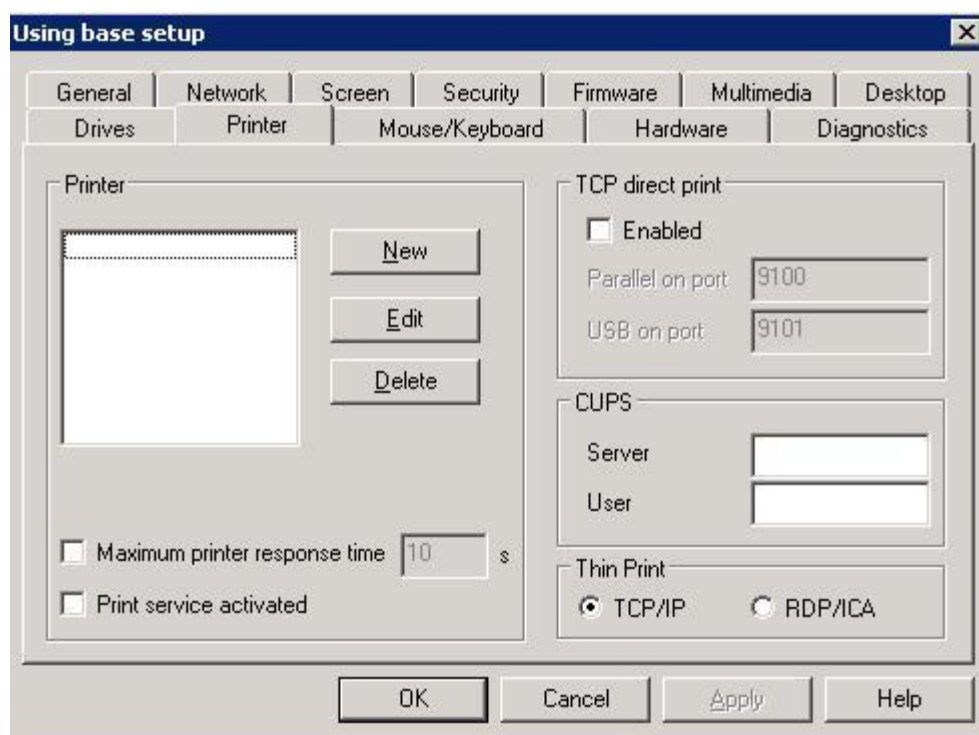 Using base setup
General Network Screen Security Firmware Multimedia Desktop
Drives Printer Mouse/Keyboard Hardware Diagnostics
Printer
New
Edit
Delete
Maximum printer response time 10 s
Print service activated
TCP direct print
Enabled
Parallel on port 9100
USB on port 9101
CUPS
Server
User
Thin Print
TCP/IP RDP/ICA
OK Cancel Apply Help